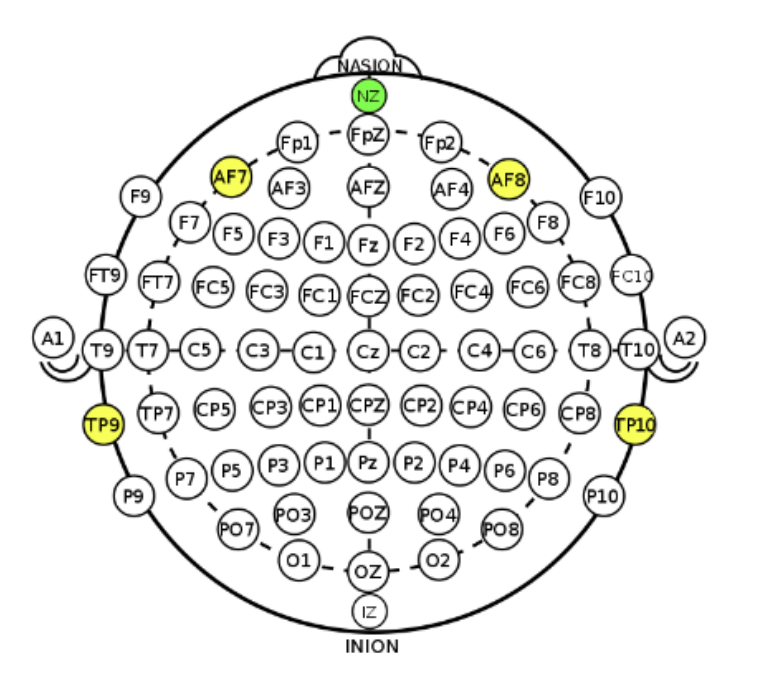 NASION
NZ
Fp1 FpZ Fp2
AF7 AF3 AFZ AF4 AF8
F9 F7 F5 F3 F1 Fz F2 F4 F6 F8 F10
FT9 FT7 FC5 FC3 FC1 FCZ FC2 FC4 FC6 FC8 FC10
A1 T9 T7 C5 C3 C1 Cz C2 C4 C6 T8 T10 A2
TP9 TP7 CP5 CP3 CP1 CPZ CP2 CP4 CP6 CP8 TP10
P9 P7 P5 P3 P1 Pz P2 P4 P6 P8 P10
PO7 PO3 POZ PO4 PO8
O1 OZ O2
IZ
INION